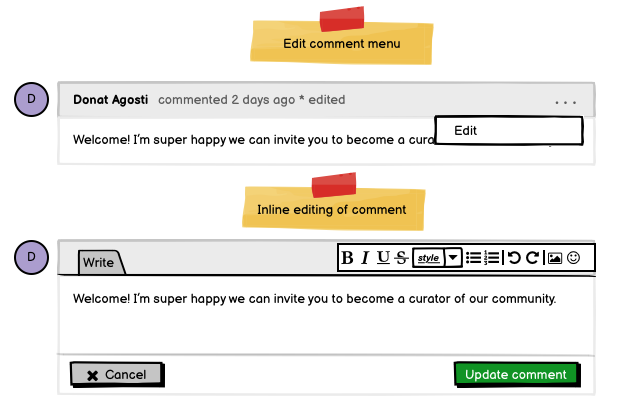 Edit comment menu
D
Donat Agosti commented 2 days ago * edited ...
Edit
Welcome! I'm super happy we can invite you to become a cura
Inline editing of comment
D
Write
B I U S style
Welcome! I'm super happy we can invite you to become a curator of our community.
Cancel
Update comment